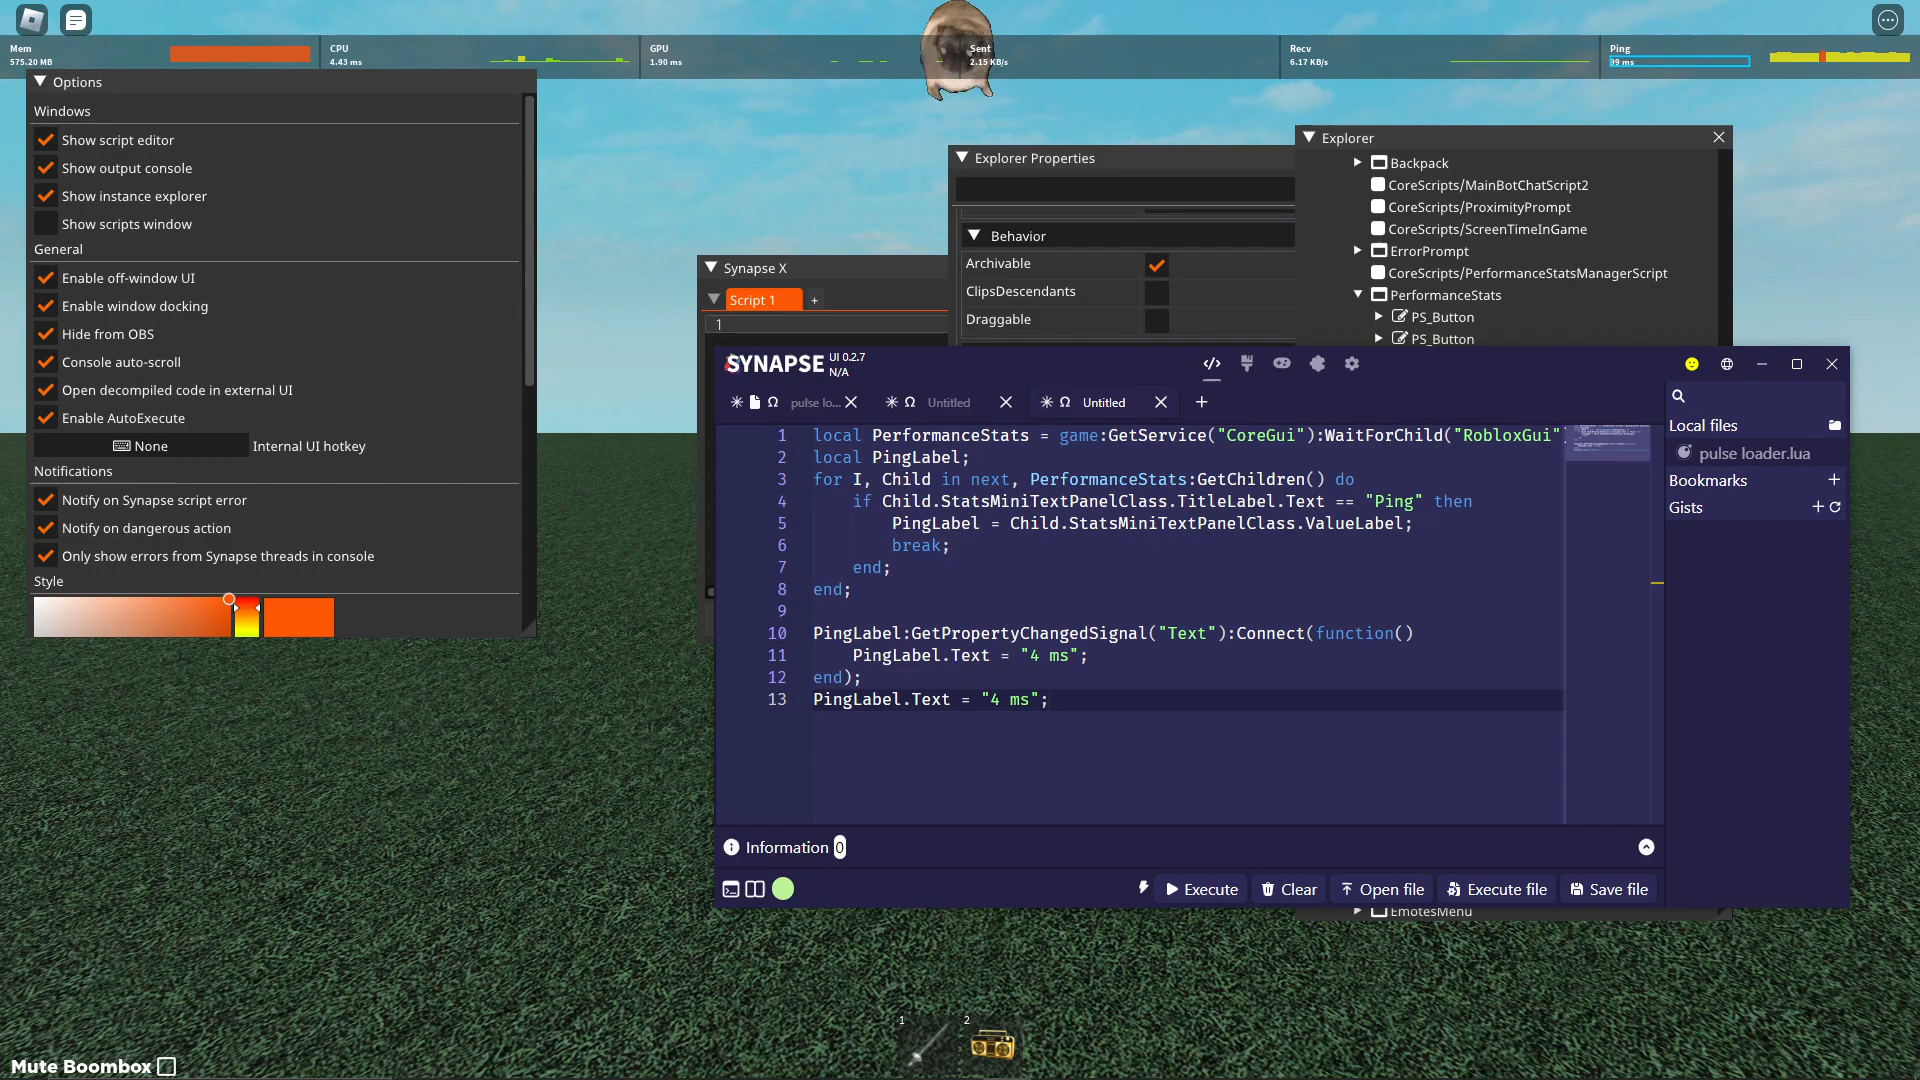 Mem
575.20 MB
CPU
4.43 ms
GPU
1.90 ms
Sent
2.15 KB/s
Recv
6.17 KB/s
Ping
99 ms
Options
Windows
Show script editor
Show output console
Show instance explorer
Show scripts window
General
Enable off-window UI
Enable window docking
Hide from OBS
Console auto-scroll
Open decompiled code in external UI
Enable AutoExecute
None
Internal UI hotkey
Notifications
Notify on Synapse script error
Notify on dangerous action
Only show errors from Synapse threads in console
Style
Synapse X
Script 1
+
1
Explorer Properties
Behavior
Archivable
ClipsDescendants
Draggable
Explorer
Backpack
CoreScripts/MainBotChatScript2
CoreScripts/ProximityPrompt
CoreScripts/ScreenTimeInGame
ErrorPrompt
CoreScripts/PerformanceStatsManagerScript
PerformanceStats
PS_Button
PS_Button
SYNAPSE UI 0.2.7
N/A
pulse lo...
Untitled
Untitled
1 local PerformanceStats = game:GetService("CoreGui"):WaitForChild("RobloxGui"
2 local PingLabel;
3 for I, Child in next, PerformanceStats:GetChildren() do
4 if Child.StatsMiniTextPanelClass.TitleLabel.Text == "Ping" then
5 PingLabel = Child.StatsMiniTextPanelClass.ValueLabel;
6 break;
7 end;
8 end;
9
10 PingLabel:GetPropertyChangedSignal("Text"):Connect(function()
11 PingLabel.Text = "4 ms";
12 end);
13 PingLabel.Text = "4 ms";
Local files
pulse loader.lua
Bookmarks
Gists
Information 0
Execute
Clear
Open file
Execute file
Save file
EmotesMenu
1
2
Mute Boombox